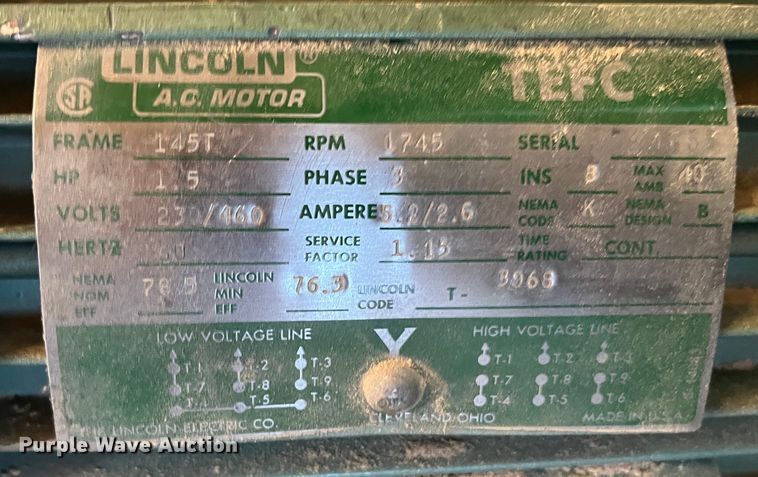 LINCOLN ®
A.C. MOTOR
TEFC
SA
FRAME 145T RPM 1745 SERIAL
HP 1.5 PHASE 3 INS B MAX AMB 40
VOLTS 230/460 AMPERES 5.2/2.6 NEMA CODE K NEMA DESIGN B
HERTZ SERVICE FACTOR 1.15 TIME RATING CONT.
NEMA NOM EFF 78.5 LINCOLN MIN EFF 76.3 LINCOLN CODE T- 3968
LOW VOLTAGE LINE Y HIGH VOLTAGE LINE
T-1 T-2 T-3 T-1 T-2 T-3
T-7 T-8 T-9 T-7 T-8 T-9
T-4 T-5 T-6 T-4 T-5 T-6
THE LINCOLN ELECTRIC CO. CLEVELAND OHIO MADE IN U.S.A.
Purple Wave Auction